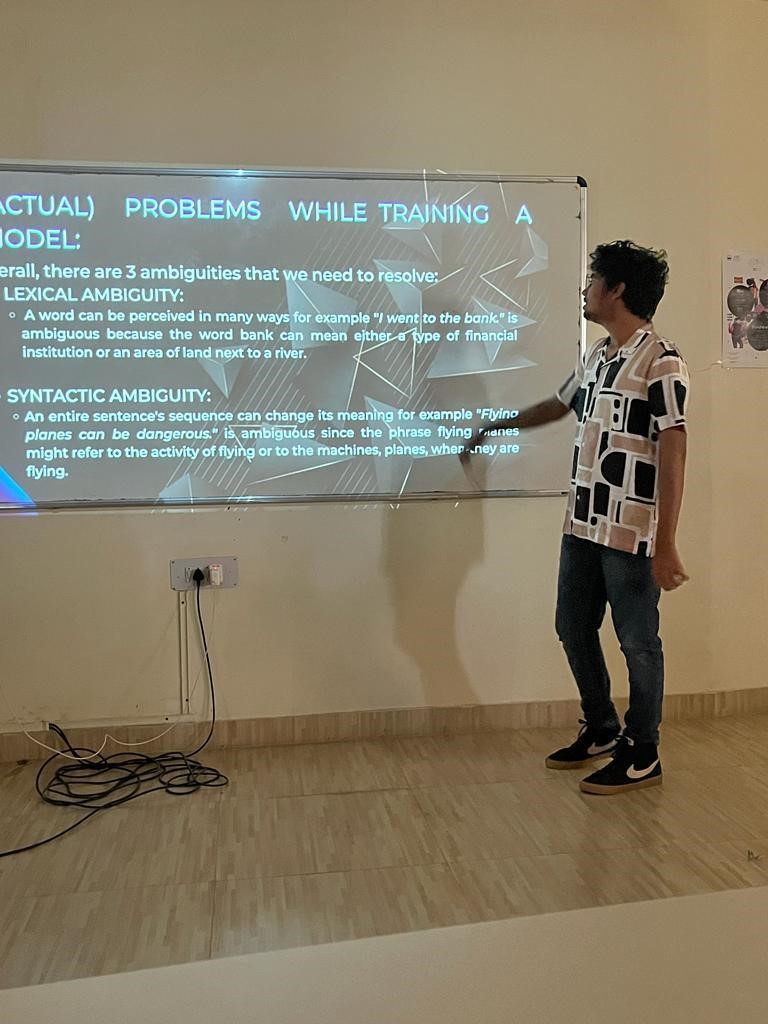 ACTUAL) PROBLEMS WHILE TRAINING A
MODEL:
erall, there are 3 ambiguities that we need to resolve:
LEXICAL AMBIGUITY:
A word can be perceived in many ways for example "I went to the bank." is
ambiguous because the word bank can mean either a type of financial
institution or an area of land next to a river.
SYNTACTIC AMBIGUITY:
An entire sentence's sequence can change its meaning for example "Flying
planes can be dangerous." is ambiguous since the phrase flying planes
might refer to the activity of flying or to the machines, planes, when they are
flying.